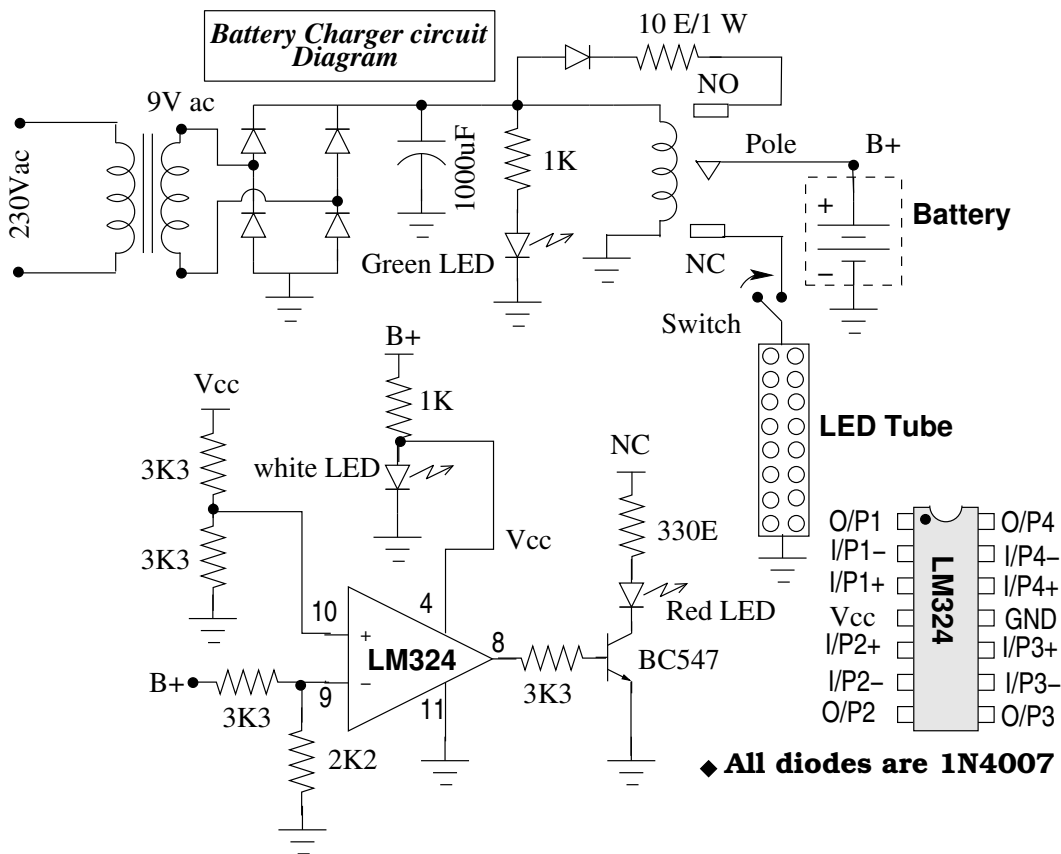 Battery Charger circuit
Diagram
10 E/1 W
NO
9V ac
230Vac
1000uF
1K
Green LED
Pole
B+
+
−
Battery
NC
Switch
LED Tube
B+
1K
white LED
Vcc
Vcc
3K3
3K3
10
4
+
LM324
−
9
11
8
3K3
B+
3K3
2K2
NC
330E
Red LED
BC547
O/P1
I/P1−
I/P1+
Vcc
I/P2+
I/P2−
O/P2
LM324
O/P4
I/P4−
I/P4+
GND
I/P3+
I/P3−
O/P3
◆ All diodes are 1N4007